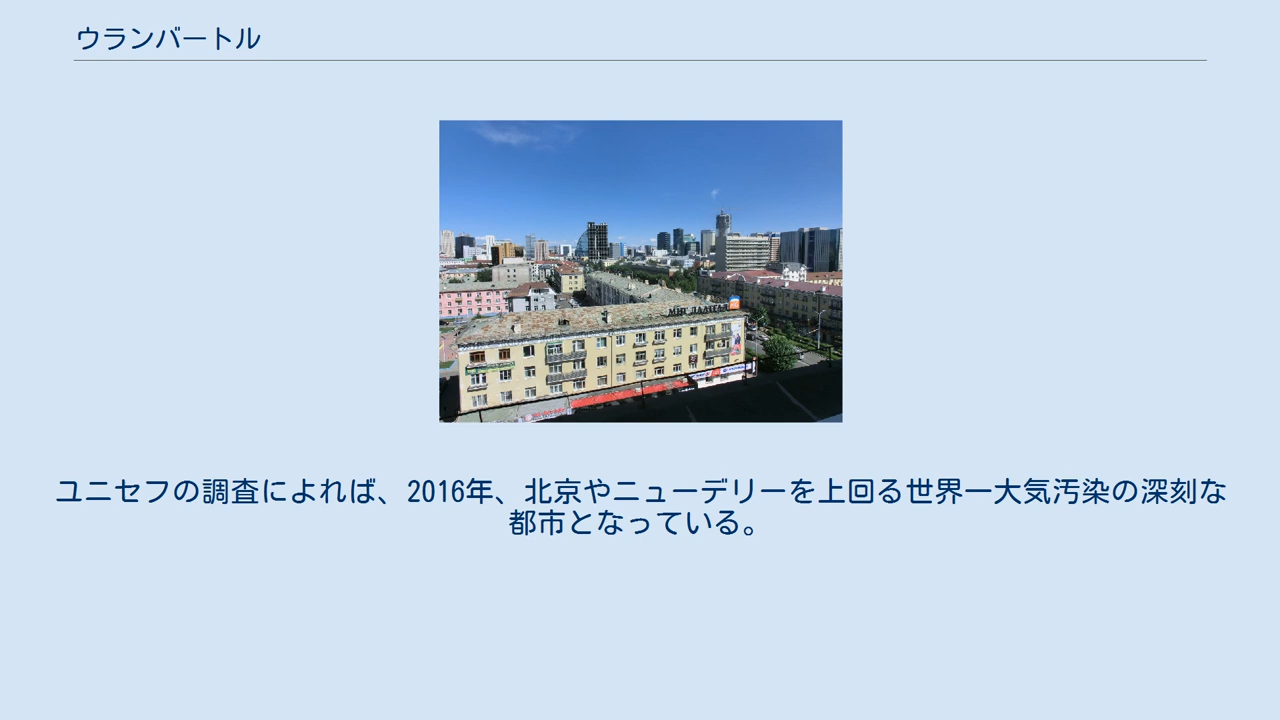 ウランバートル
ユニセフの調査によれば、2016年、北京やニューデリーを上回る世界一大気汚染の深刻な
都市となっている。